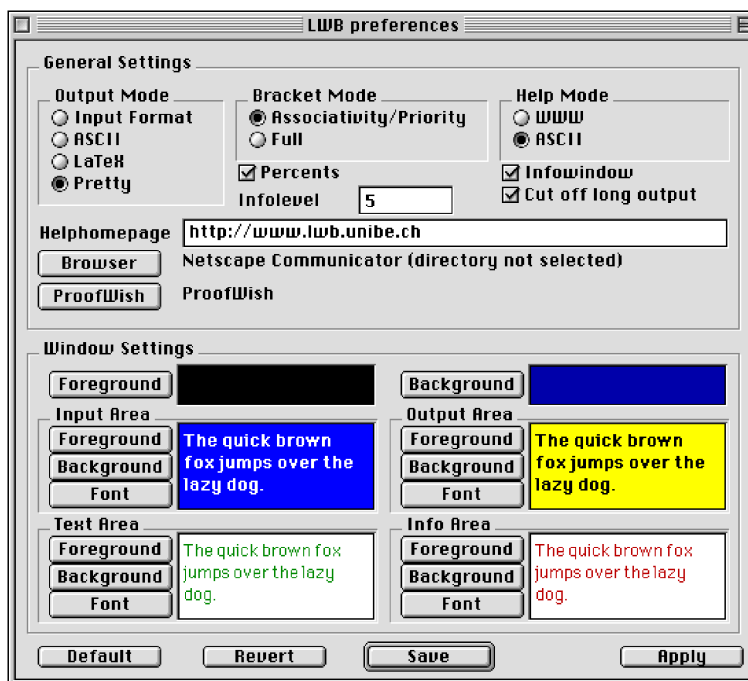 LWB preferences
General Settings
Output Mode
Input Format
ASCII
LaTeX
Pretty
Bracket Mode
Associativity/Priority
Full
Percents
Infolevel 5
Help Mode
WWW
ASCII
Infowindow
Cut off long output
Helphomepage http://www.lwb.unibe.ch
Browser Netscape Communicator (directory not selected)
ProofWish ProofWish
Window Settings
Foreground Background
Input Area
Foreground
Background
Font
The quick brown
fox jumps over the
lazy dog.
Output Area
Foreground
Background
Font
The quick brown
fox jumps over the
lazy dog.
Text Area
Foreground
Background
Font
The quick brown fox
jumps over the lazy
dog.
Info Area
Foreground
Background
Font
The quick brown fox
jumps over the lazy
dog.
Default Revert Save Apply